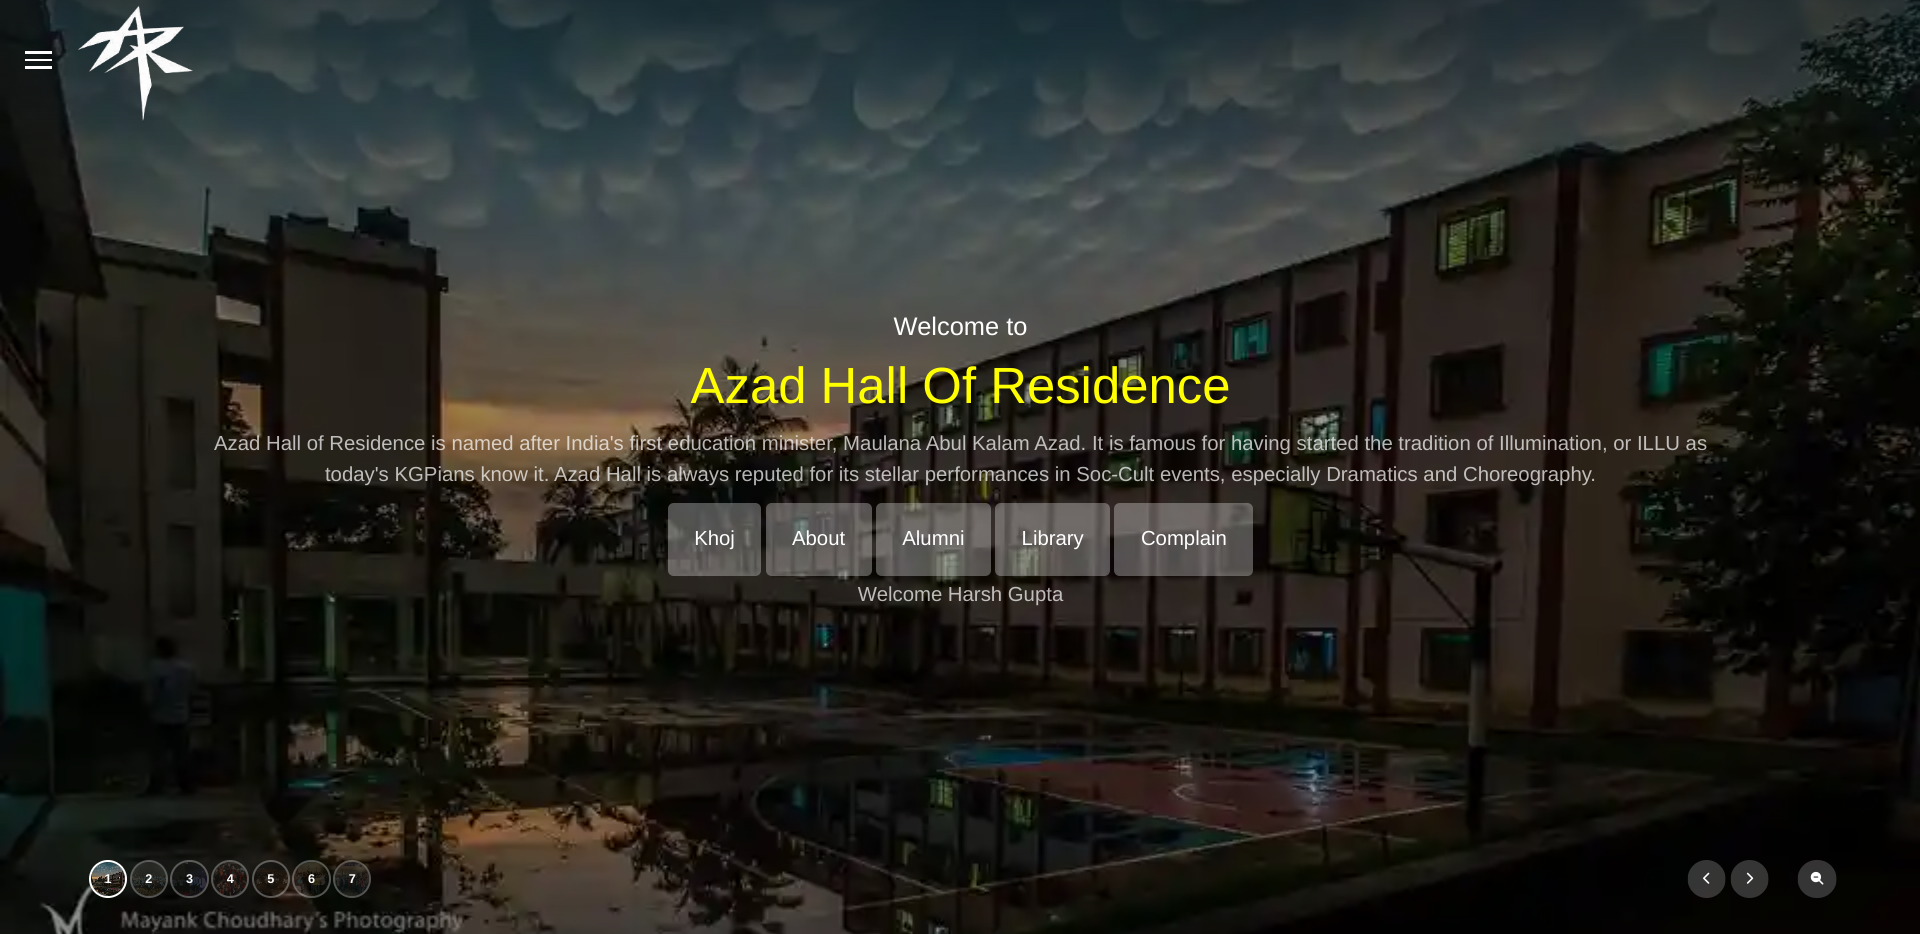 AR
Welcome to
Azad Hall Of Residence
Azad Hall of Residence is named after India's first education minister, Maulana Abul Kalam Azad. It is famous for having started the tradition of Illumination, or ILLU as
today's KGPians know it. Azad Hall is always reputed for its stellar performances in Soc-Cult events, especially Dramatics and Choreography.
Khoj About Alumni Library Complain
Welcome Harsh Gupta
1 2 3 4 5 6 7
Mayank Choudhary's Photography